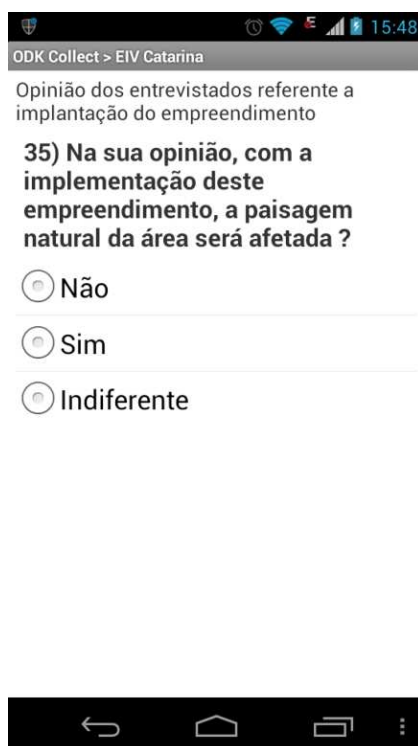 15:48
ODK Collect > EIV Catarina
Opinião dos entrevistados referente a
implantação do empreendimento
35) Na sua opinião, com a
implementação deste
empreendimento, a paisagem
natural da área será afetada ?
Não
Sim
Indiferente